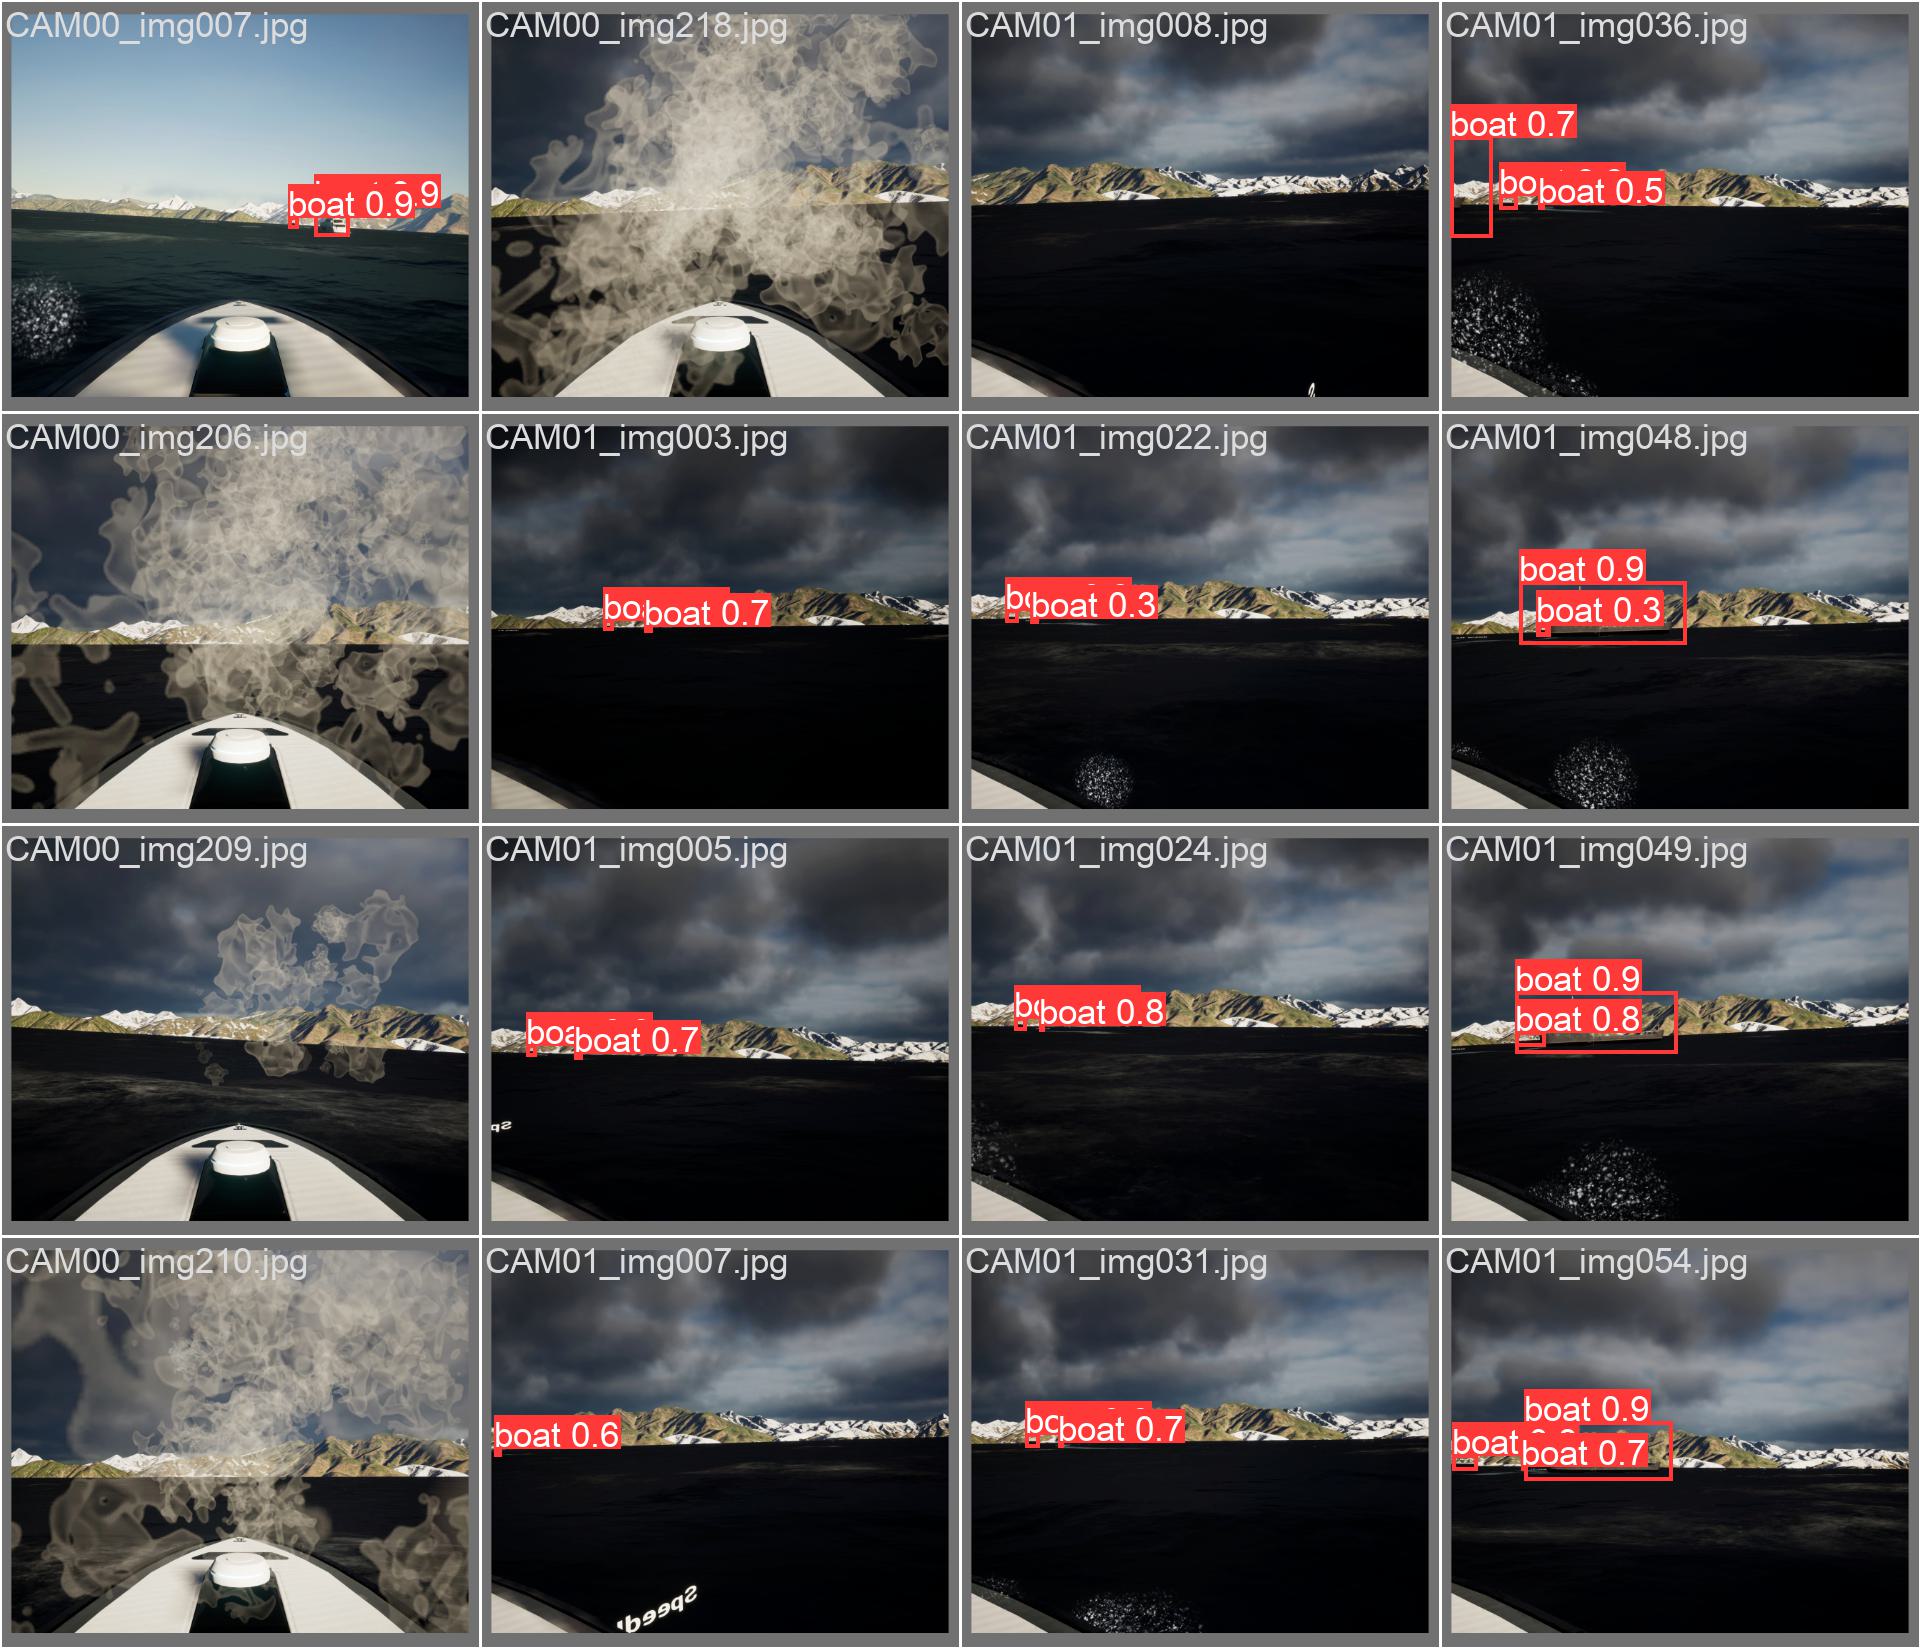 CAM00_img007.jpg
CAM00_img218.jpg
CAM01_img008.jpg
CAM01_img036.jpg
boat 0.9
boat 0.7
boat 0.5
CAM00_img206.jpg
CAM01_img003.jpg
CAM01_img022.jpg
CAM01_img048.jpg
boat 0.7
boat 0.3
boat 0.9
boat 0.3
CAM00_img209.jpg
CAM01_img005.jpg
CAM01_img024.jpg
CAM01_img049.jpg
boat 0.7
boat 0.8
boat 0.9
boat 0.8
CAM00_img210.jpg
CAM01_img007.jpg
CAM01_img031.jpg
CAM01_img054.jpg
boat 0.6
boat 0.7
boat 0.9
boat
boat 0.7